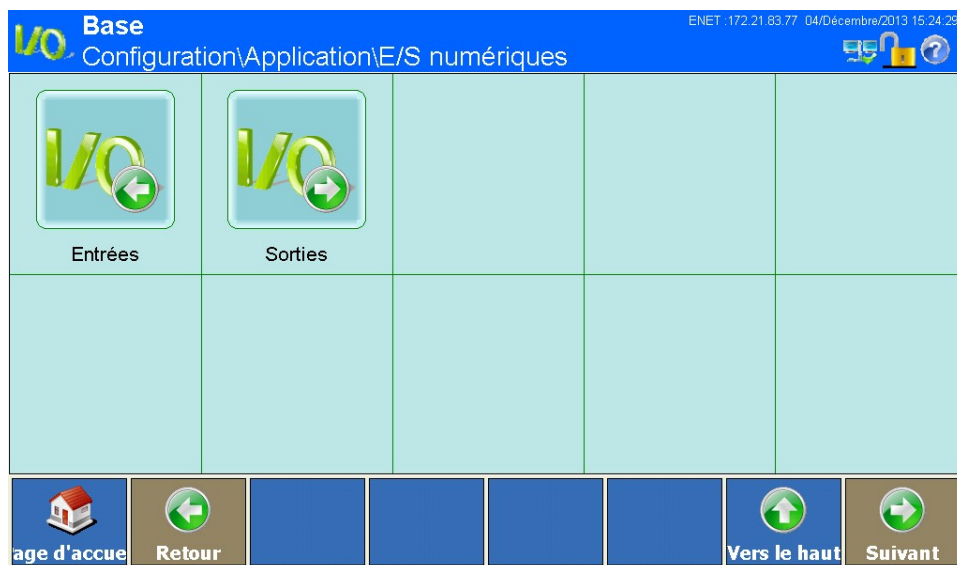 I/O
Base
ENET :172.21.83.77 04/Décembre/2013 15:24:29
Configuration\Application\E/S numériques
?
I/O
I/O
Entrées
Sorties
age d'accue
Retour
Vers le haut
Suivant